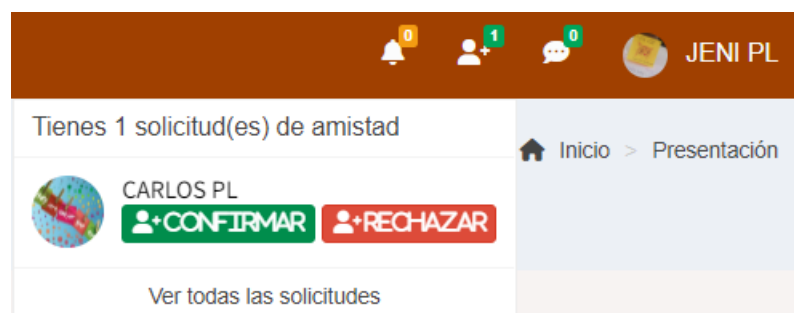 0 1 0 JENI PL
Tienes 1 solicitud(es) de amistad
Inicio > Presentación
CARLOS PL
CONFIRMAR RECHAZAR
Ver todas las solicitudes